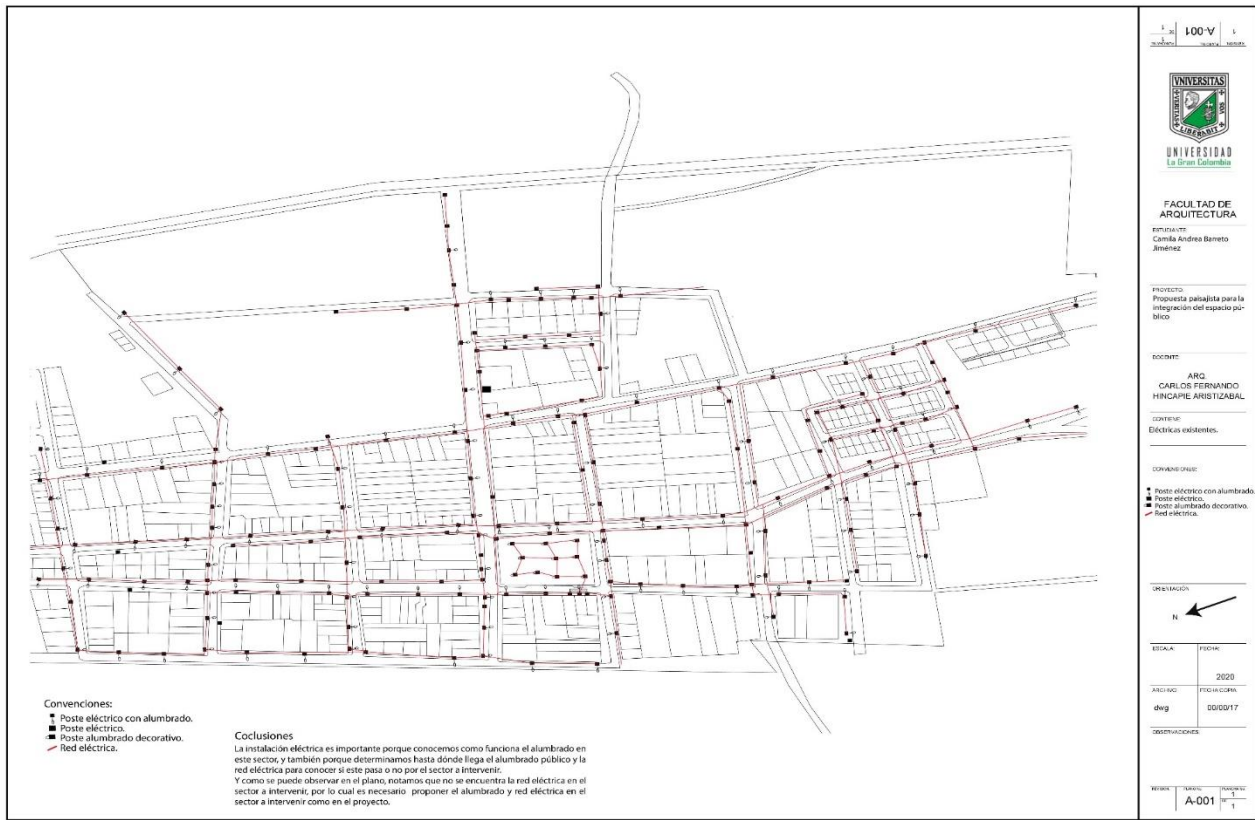 Convenciones:
Poste eléctrico con alumbrado.
Poste eléctrico.
Poste alumbrado decorativo.
Red eléctrica.
Coclusiones
La instalación eléctrica es importante porque conocemos como funciona el alumbrado en
este sector, y también porque determinamos hasta dónde llega el alumbrado público y la
red eléctrica para conocer si este pasa o no por el sector a intervenir.
Y como se puede observar en el plano, notamos que no se encuentra la red eléctrica en el
sector a intervenir, por lo cual es necesario proponer el alumbrado y red eléctrica en el
sector a intervenir como en el proyecto.
A-001
UNIVERSITAS
VERITAS
VOS
LIBERABIT
UNIVERSIDAD
La Gran Colombia
FACULTAD DE
ARQUITECTURA
ESTUDIANTE:
Camila Andrea Barreto
Jiménez
PROYECTO:
Propuesta paisajista para la
integración del espacio pú-
blico
DOCENTE
ARQ.
CARLOS FERNANDO
HINCAPIE ARISTIZABAL
CONTIENE
Eléctricas existentes.
CONVENCIONES:
Poste eléctrico con alumbrado.
Poste eléctrico.
Poste alumbrado decorativo.
Red eléctrica.
ORIENTACIÓN
N
ESCALA: FECHA:
2020
ARCHIVO: FECHA COPIA
dwg 00/00/17
OBSERVACIONES:
A-001
1
DE
1